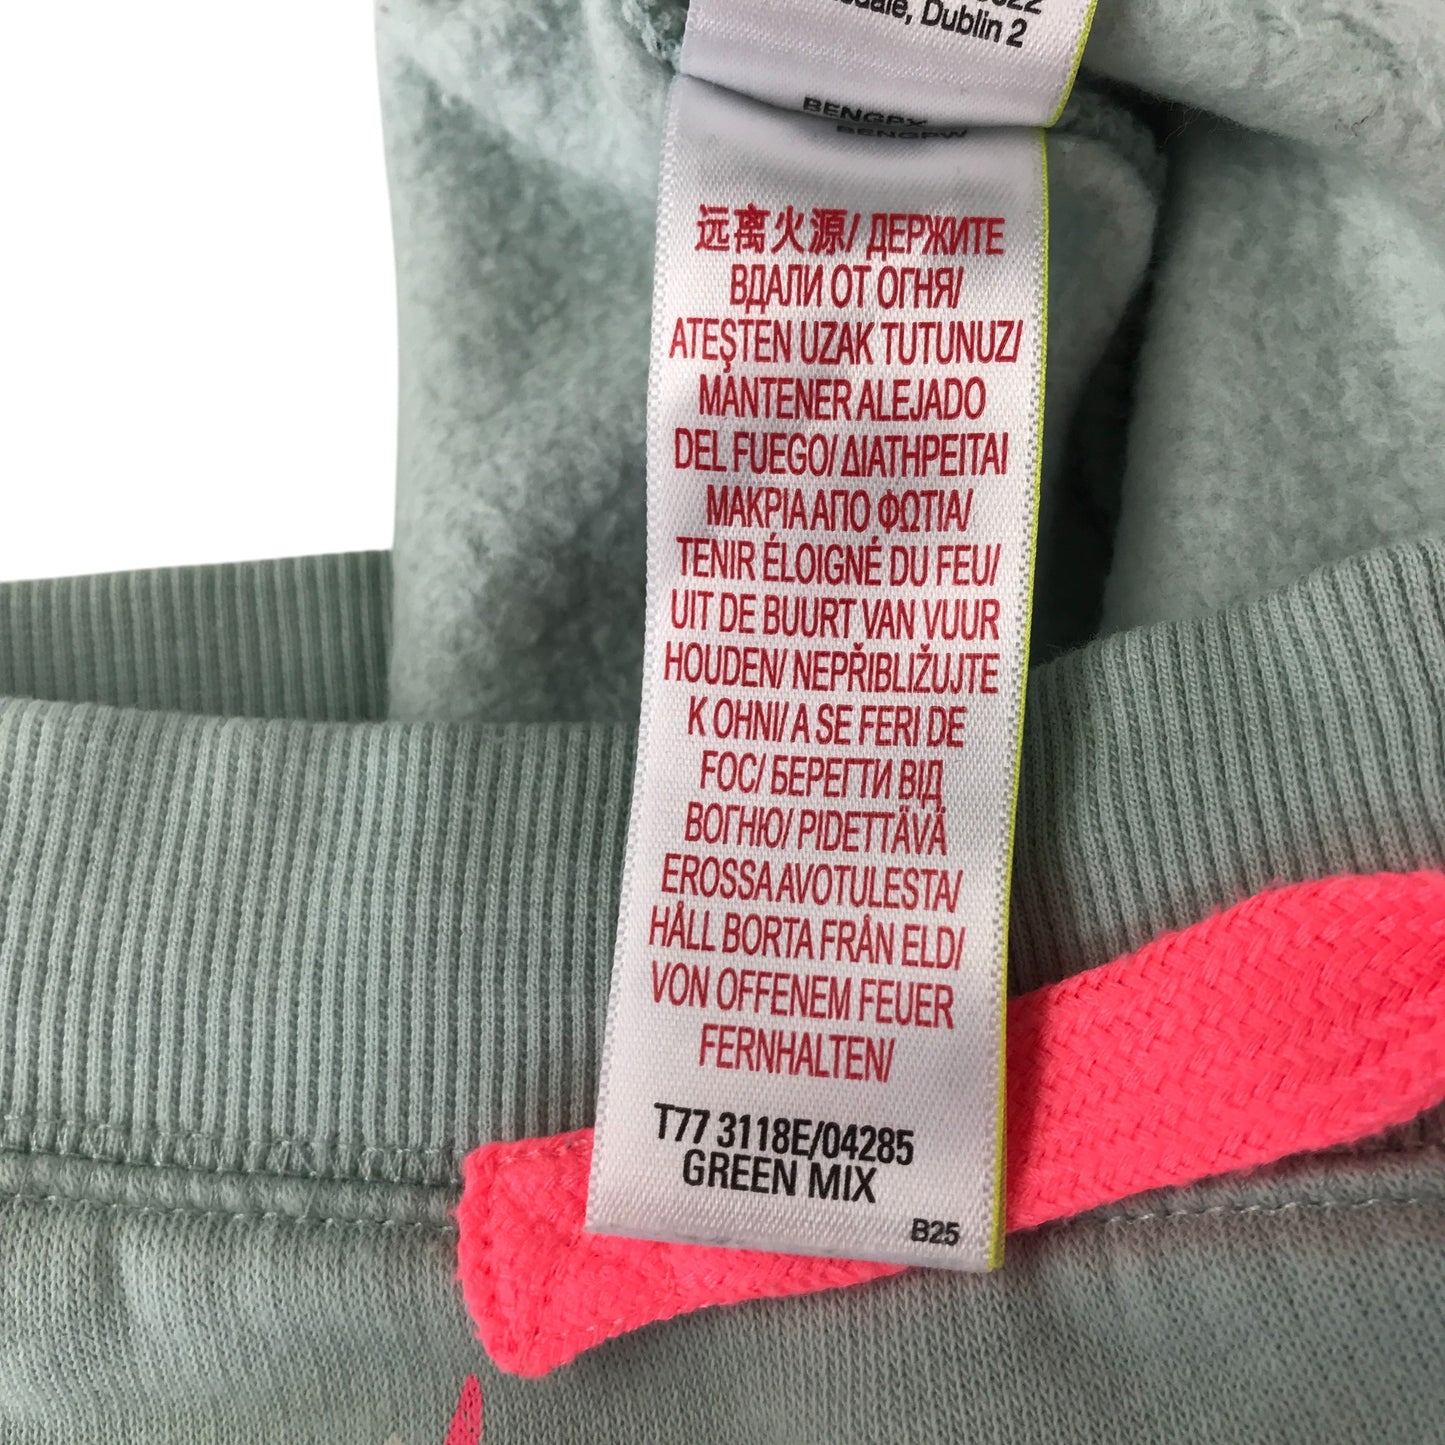 Dublin 2
BENGPX
BENGPW
远离火源/ ДЕРЖИТЕ
ВДАЛИ ОТ ОГНЯ/
ATEŞTEN UZAK TUTUNUZ/
MANTENER ALEJADO
DEL FUEGO/ ΔΙΑΤΗΡΕΙΤΑΙ
ΜΑΚΡΙΑ ΑΠΟ ΦΩΤΙΑ/
TENIR ÉLOIGNÉ DU FEU/
UIT DE BUURT VAN VUUR
HOUDEN/ NEPŘIBLIŽUJTE
K OHNI/ A SE FERI DE
FOC/ БЕРЕГТИ ВІД
ВОГНЮ/ PIDETTÄVÄ
EROSSA AVOTULESTA/
HÅLL BORTA FRÅN ELD/
VON OFFENEM FEUER
FERNHALTEN/
T77 3118E/04285
GREEN MIX
B25